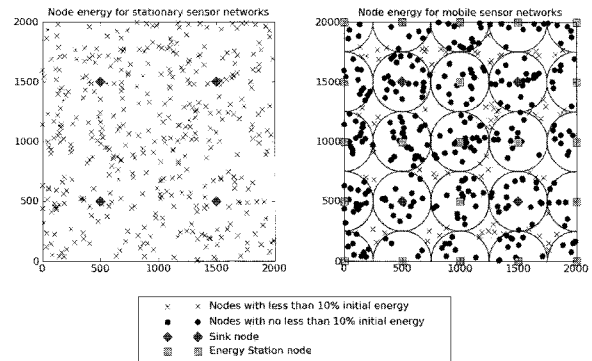 Node energy for stationary sensor networks
2000
1500
1000
500
0
0 500 1000 1500 2000
Node energy for mobile sensor networks
2000
1500
1000
500
0
0 500 1000 1500 2000
Nodes with less than 10% initial energy
Nodes with no less than 10% initial energy
Sink node
Energy Station node